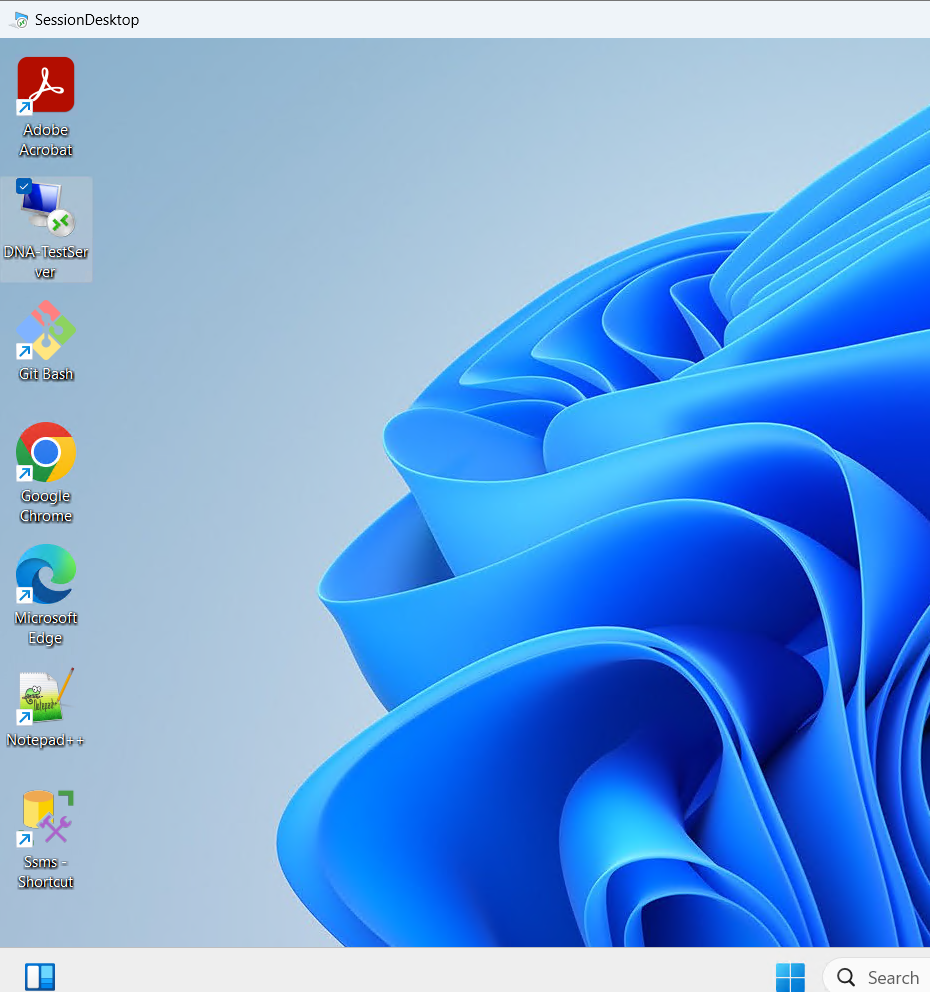 SessionDesktop
Adobe
Acrobat
DNA-TestSer
ver
Git Bash
Google
Chrome
Microsoft
Edge
Notepad++
Ssms -
Shortcut
Search